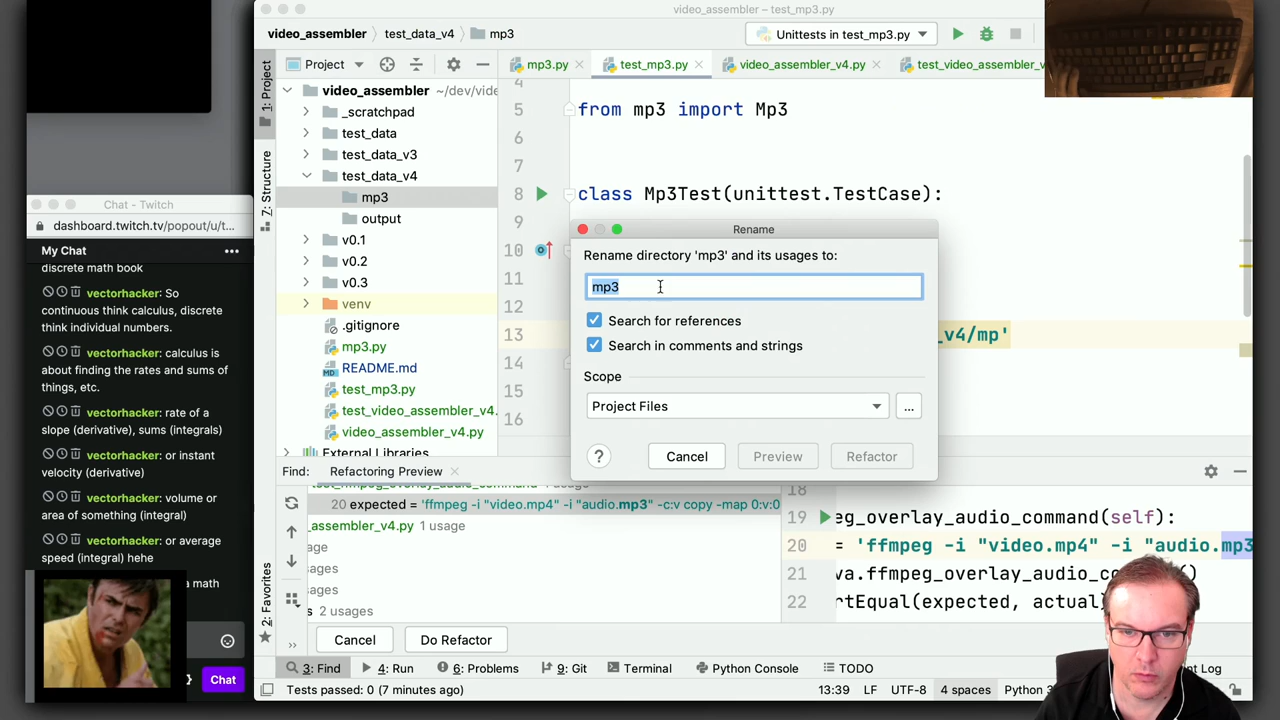 video_assembler – test_mp3.py
video_assembler
test_data_v4
mp3
Unittests in test_mp3.py
1: Project
7: Structure
2: Favorites
Project
video_assembler ~/dev/vide
_scratchpad
test_data
test_data_v3
test_data_v4
mp3
output
v0.1
v0.2
v0.3
venv
.gitignore
mp3.py
README.md
test_mp3.py
test_video_assembler_v4.
video_assembler_v4.py
External Libraries
mp3.py
test_mp3.py
video_assembler_v4.py
test_video_assembler_v
4
5 from mp3 import Mp3
6
7
8 class Mp3Test(unittest.TestCase):
9
10
11
12
13 _v4/mp'
14
15
16
Rename
Rename directory 'mp3' and its usages to:
mp3
Search for references
Search in comments and strings
Scope
Project Files
...
?
Cancel
Preview
Refactor
Find:
Refactoring Preview
test_ffmpeg_overlay_audio_command 1 usage
20 expected = 'ffmpeg -i "video.mp4" -i "audio.mp3" -c:v copy -map 0:v:0
_assembler_v4.py 1 usage
age
sages
sages
s 2 usages
18
19 eg_overlay_audio_command(self):
20 = 'ffmpeg -i "video.mp4" -i "audio.mp3
21 va.ffmpeg_overlay_audio_co
22 rtEqual(expected, actual)
Cancel
Do Refactor
3: Find
4: Run
6: Problems
9: Git
Terminal
Python Console
TODO
nt Log
Tests passed: 0 (7 minutes ago)
13:39
LF
UTF-8
4 spaces
Python 3
Chat - Twitch
dashboard.twitch.tv/popout/u/t...
My Chat
discrete math book
vectorhacker: So
continuous think calculus, discrete
think individual numbers.
vectorhacker: calculus is
about finding the rates and sums of
things, etc.
vectorhacker: rate of a
slope (derivative), sums (integrals)
vectorhacker: or instant
velocity (derivative)
vectorhacker: volume or
area of something (integral)
vectorhacker: or average
speed (integral) hehe
a math
Chat